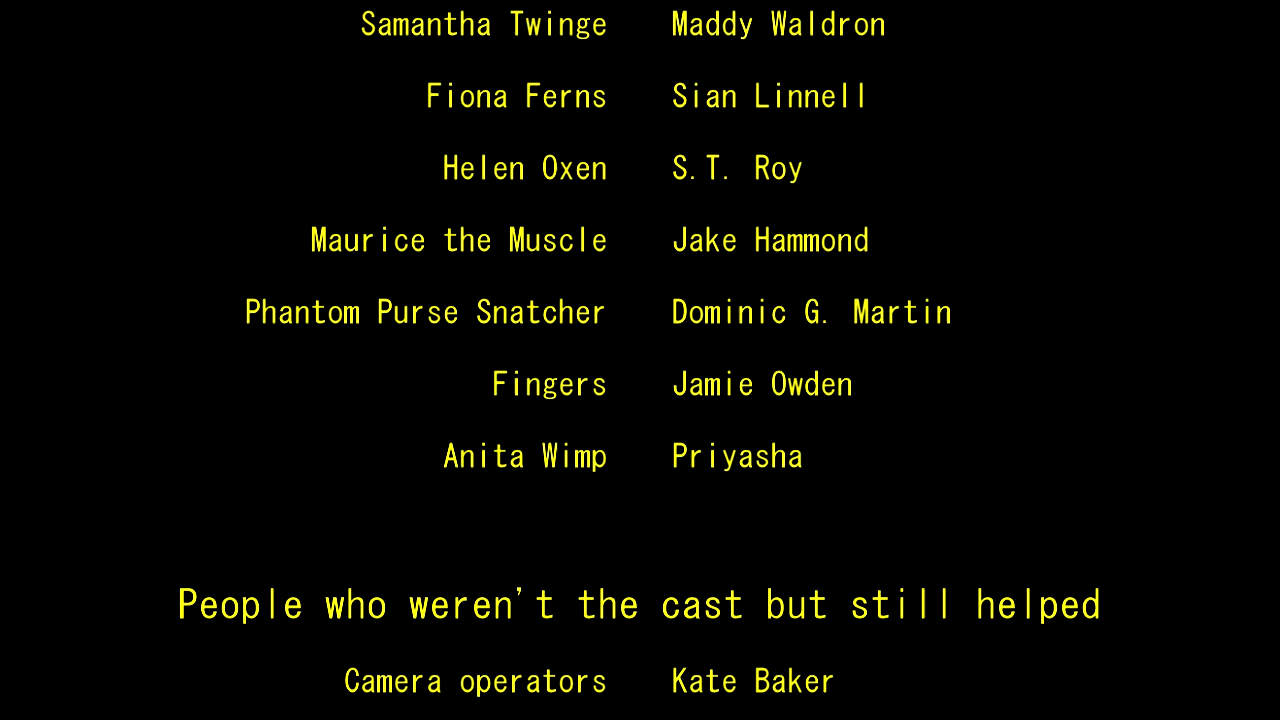 Samantha Twinge Maddy Waldron
Fiona Ferns Sian Linnell
Helen Oxen S.T. Roy
Maurice the Muscle Jake Hammond
Phantom Purse Snatcher Dominic G. Martin
Fingers Jamie Owden
Anita Wimp Priyasha
People who weren't the cast but still helped
Camera operators Kate Baker